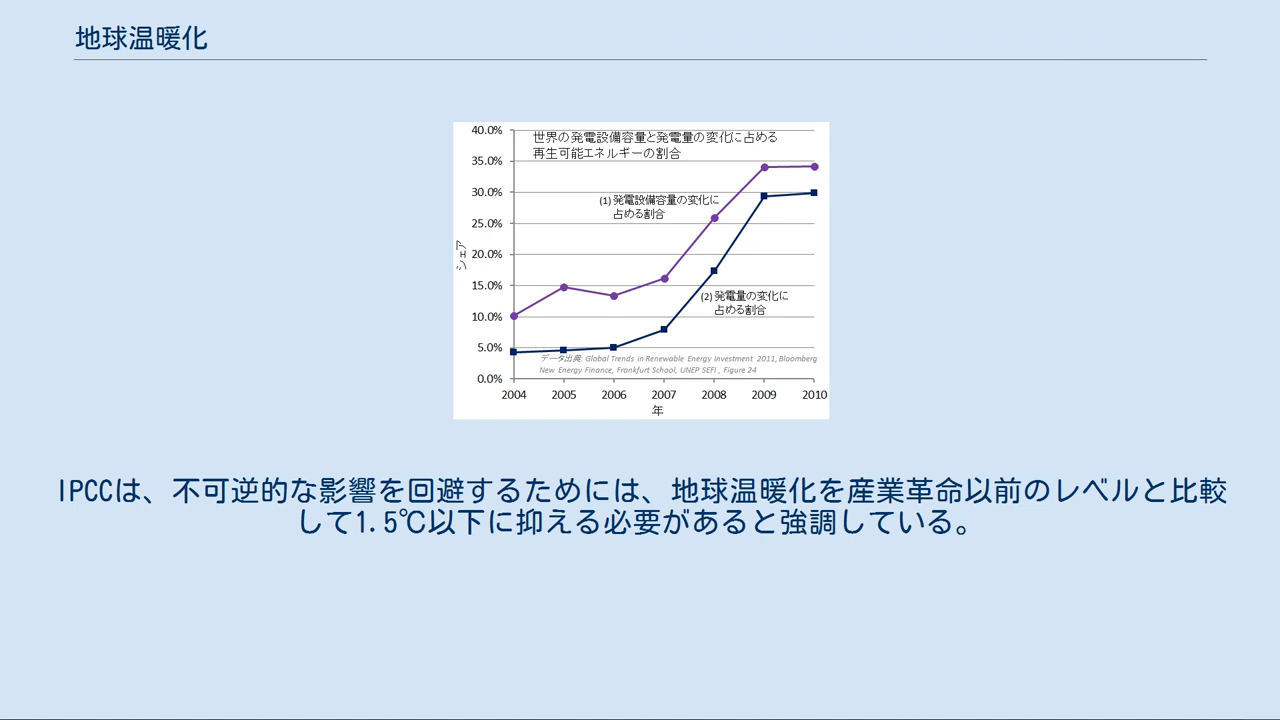 地球温暖化
世界の発電設備容量と発電量の変化に占める
再生可能エネルギーの割合
40.0%
35.0%
30.0%
25.0%
20.0%
15.0%
10.0%
5.0%
0.0%
シェア
(1) 発電設備容量の変化に
占める割合
(2) 発電量の変化に
占める割合
データ出典: Global Trends in Renewable Energy Investment 2011, Bloomberg
New Energy Finance, Frankfurt School, UNEP SEFI , Figure 24
2004 2005 2006 2007 2008 2009 2010
年
IPCCは、不可逆的な影響を回避するためには、地球温暖化を産業革命以前のレベルと比較
して1.5℃以下に抑える必要があると強調している。